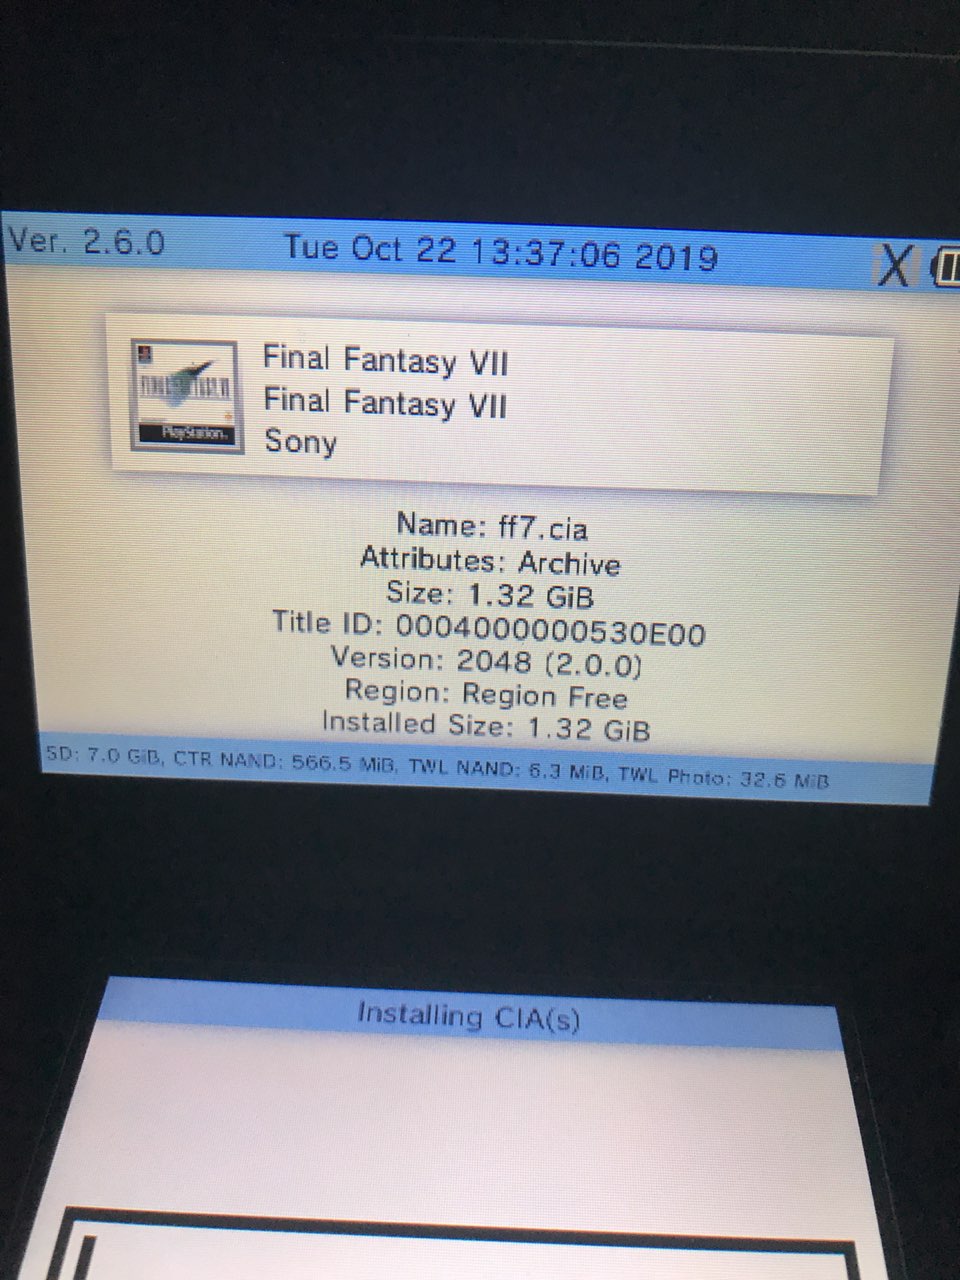 Ver. 2.6.0 Tue Oct 22 13:37:06 2019 X
Final Fantasy VII
Final Fantasy VII
Sony
PlayStation
Name: ff7.cia
Attributes: Archive
Size: 1.32 GiB
Title ID: 0004000000530E00
Version: 2048 (2.0.0)
Region: Region Free
Installed Size: 1.32 GiB
SD: 7.0 GiB, CTR NAND: 566.5 MiB, TWL NAND: 6.3 MiB, TWL Photo: 32.6 MiB
Installing CIA(s)